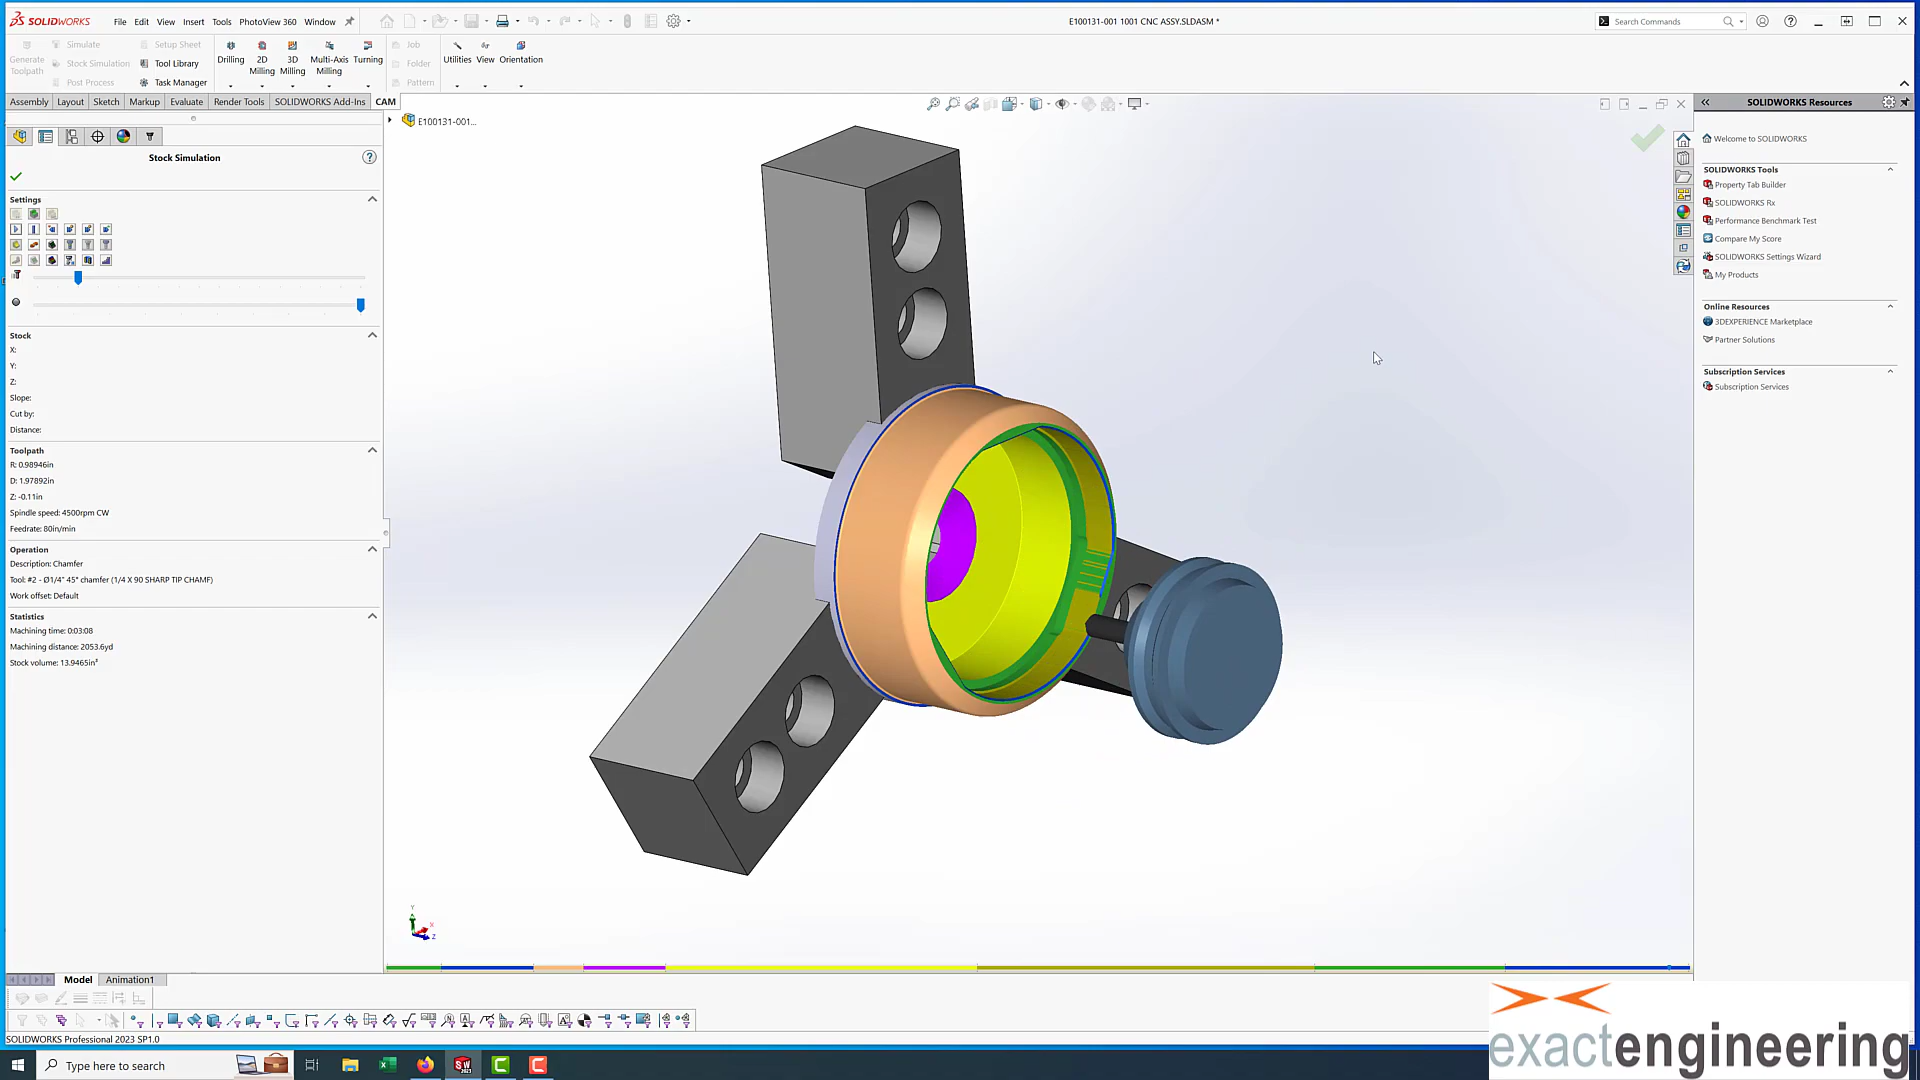 SOLIDWORKS File Edit View Insert Tools PhotoView 360 Window
E100131-001 1001 CNC ASSY.SLDASM *
Search Commands
Generate Toolpath
Simulate
Stock Simulation
Post Process
Setup Sheet
Tool Library
Task Manager
Drilling
2D Milling
3D Milling
Multi-Axis Milling
Turning
Job
Folder
Pattern
Utilities
View
Orientation
Assembly Layout Sketch Markup Evaluate Render Tools SOLIDWORKS Add-Ins CAM
E100131-001...
Stock Simulation
Settings
Stock
X:
Y:
Z:
Slope:
Cut by:
Distance:
Toolpath
R: 0.98946in
D: 1.97892in
Z: -0.11in
Spindle speed: 4500rpm CW
Feedrate: 80in/min
Operation
Description: Chamfer
Tool: #2 - Ø1/4" 45° chamfer (1/4 X 90 SHARP TIP CHAMF)
Work offset: Default
Statistics
Machining time: 0:03:08
Machining distance: 2053.6yd
Stock volume: 13.9465in³
Y
X
Z
SOLIDWORKS Resources
Welcome to SOLIDWORKS
SOLIDWORKS Tools
Property Tab Builder
SOLIDWORKS Rx
Performance Benchmark Test
Compare My Score
SOLIDWORKS Settings Wizard
My Products
Online Resources
3DEXPERIENCE Marketplace
Partner Solutions
Subscription Services
Subscription Services
Model Animation1
SOLIDWORKS Professional 2023 SP1.0
exactengineering
Type here to search